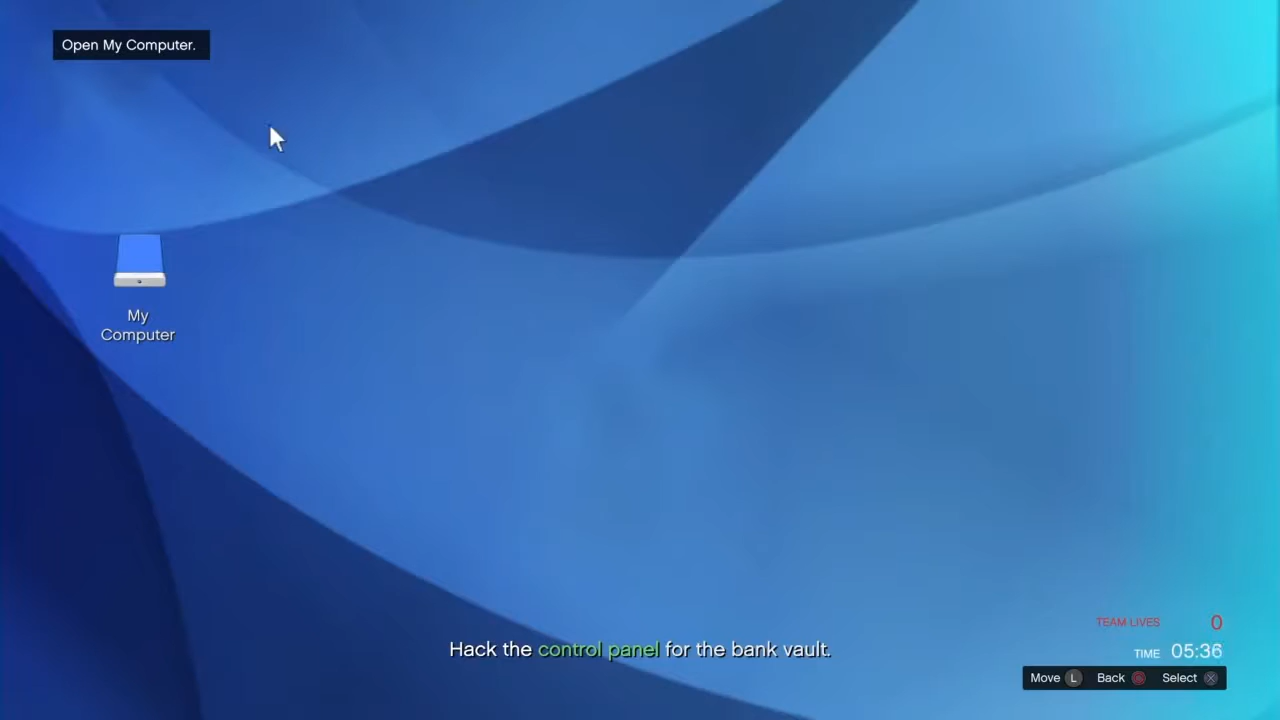 Open My Computer.
My
Computer
Hack the control panel for the bank vault.
TEAM LIVES 0
TIME 05:36
Move L Back Select